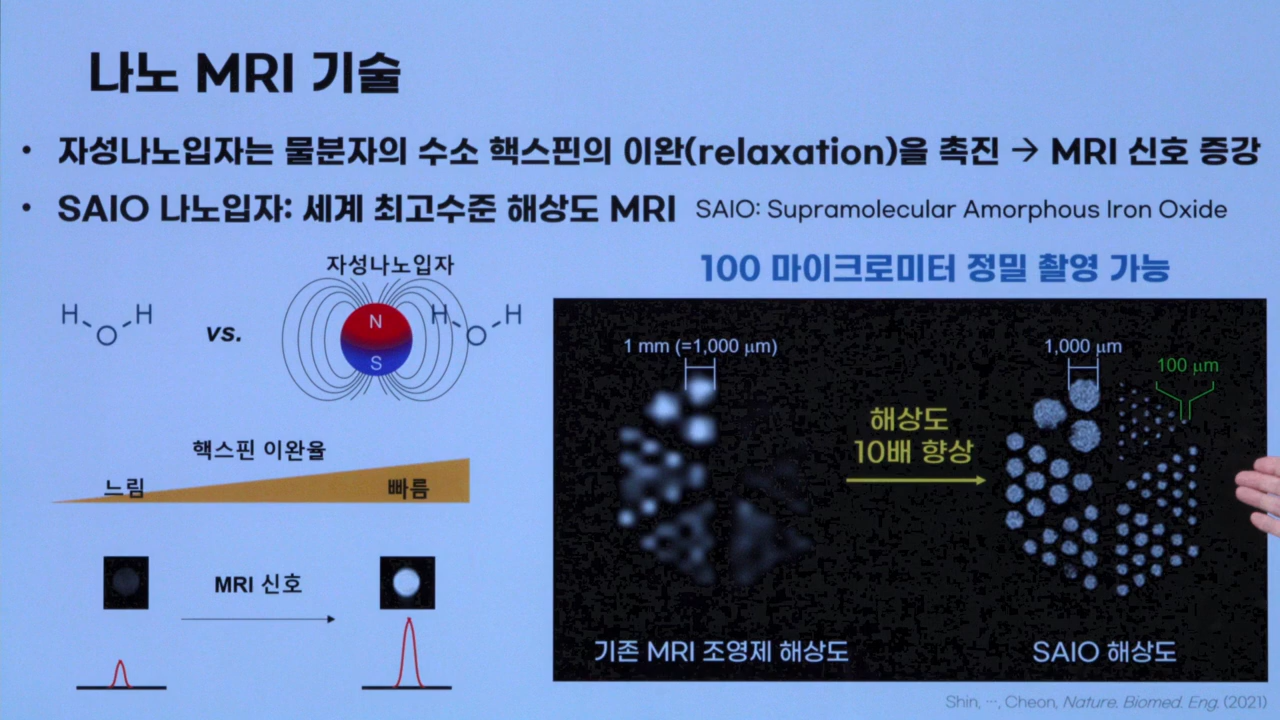 나노 MRI 기술
• 자성나노입자는 물분자의 수소 핵스핀의 이완(relaxation)을 촉진 → MRI 신호 증강
• SAIO 나노입자: 세계 최고수준 해상도 MRI SAIO: Supramolecular Amorphous Iron Oxide
자성나노입자
H H
O
vs.
N
S
H H
O
핵스핀 이완율
느림 빠름
MRI 신호
100 마이크로미터 정밀 촬영 가능
1 mm (=1,000 μm)
1,000 μm
100 μm
해상도
10배 향상
기존 MRI 조영제 해상도
SAIO 해상도
Shin, ···, Cheon, Nature. Biomed. Eng. (2021)